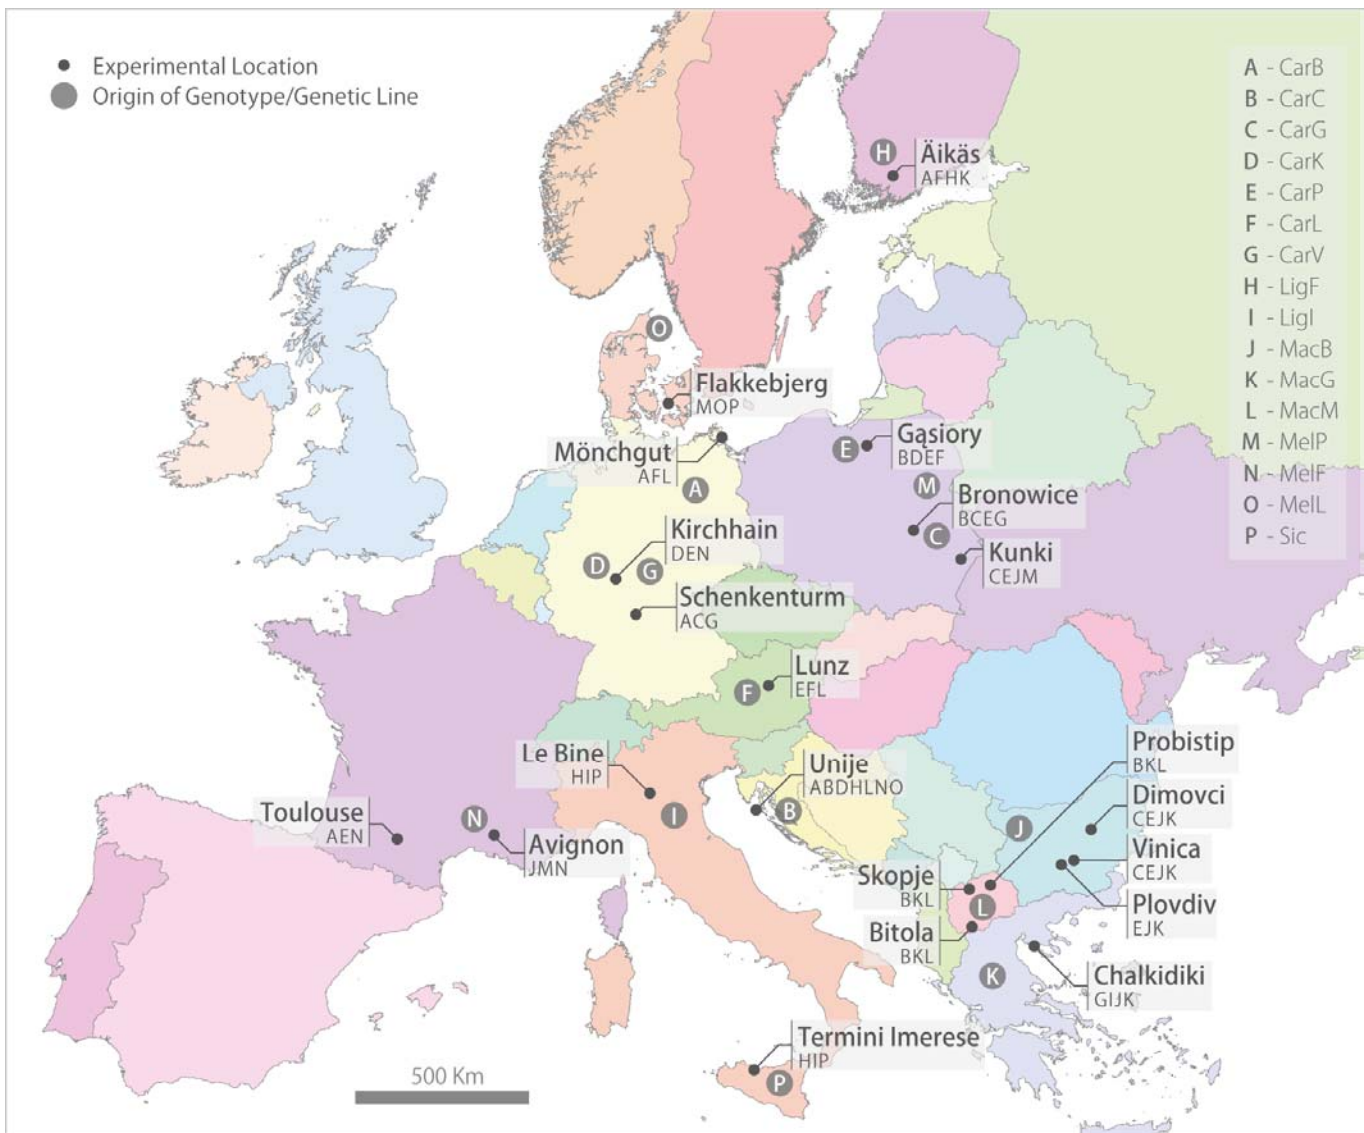 Experimental Location
Origin of Genotype/Genetic Line
A - CarB
B - CarC
C - CarG
D - CarK
E - CarP
F - CarL
G - CarV
H - LigF
I - LigI
J - MacB
K - MacG
L - MacM
M - MelP
N - MelF
O - MelL
P - Sic
H
Äikäs
AFHK
O
Flakkebjerg
MOP
Mönchgut
AFL
A
E
Gąsiory
BDEF
M
Bronowice
BCEG
C
Kunki
CEJM
Kirchhain
DEN
D
G
Schenkenturm
ACG
Lunz
EFL
F
Le Bine
HIP
I
Unije
ABDHLNO
B
Probistip
BKL
Dimovci
CEJK
J
Vinica
CEJK
Plovdiv
EJK
Toulouse
AEN
N
Avignon
JMN
Skopje
BKL
L
Bitola
BKL
K
Chalkidiki
GIJK
Termini Imerese
HIP
P
500 Km